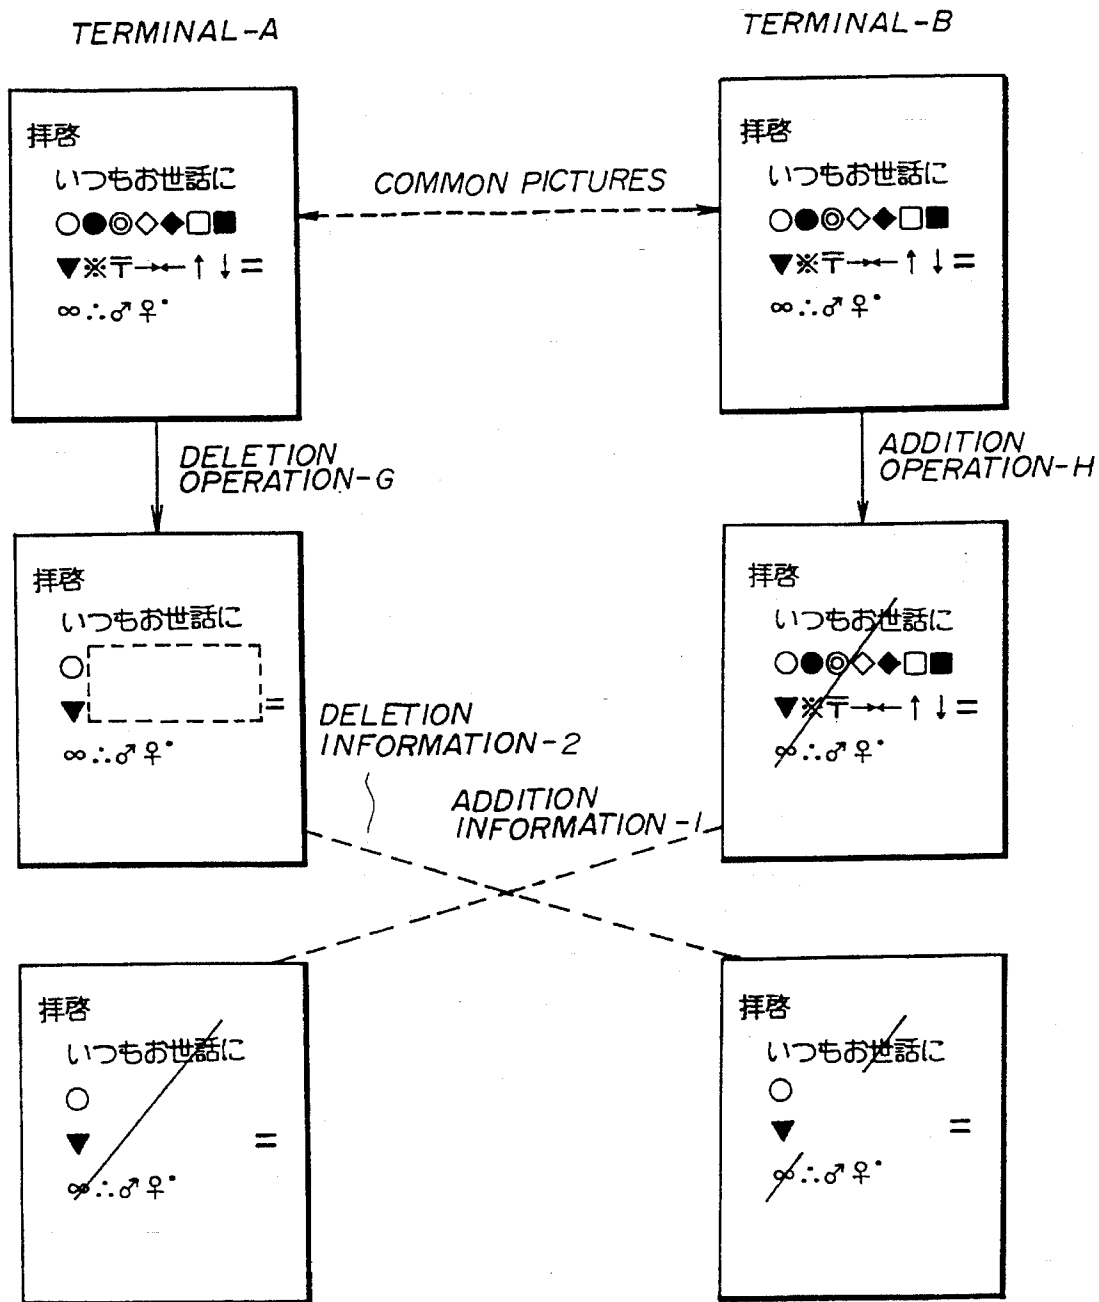 TERMINAL-A
TERMINAL-B
拝啓
いつもお世話に
○●◎◇◆□■
▼※〒→←↑↓=
∞∴♂♀゜
COMMON PICTURES
拝啓
いつもお世話に
○●◎◇◆□■
▼※〒→←↑↓=
∞∴♂♀゜
DELETION
OPERATION-G
ADDITION
OPERATION-H
拝啓
いつもお世話に
○
▼=
∞∴♂♀゜
拝啓
いつもお世話に
○●◎◇◆□■
▼※〒→←↑↓=
∞∴♂♀゜
DELETION
INFORMATION-2
ADDITION
INFORMATION-1
拝啓
いつもお世話に
○
▼ =
∞∴♂♀゜
拝啓
いつもお世話に
○
▼ =
∞∴♂♀゜